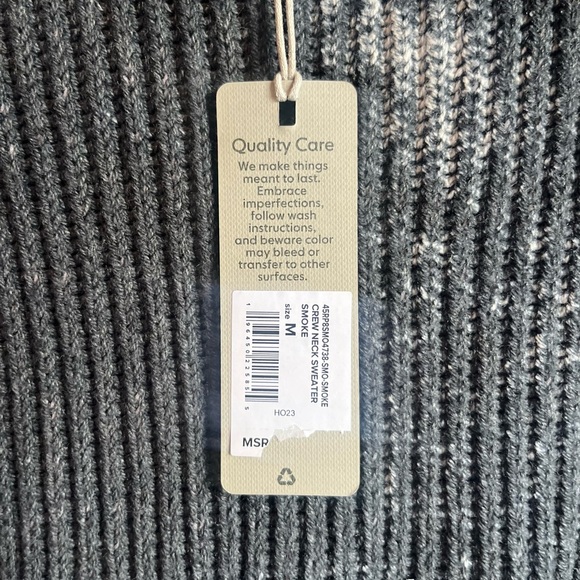 Quality Care
We make things
meant to last.
Embrace
imperfections,
follow wash
instructions,
and beware color
may bleed or
transfer to other
surfaces.
45RP8SMO4738-SMO-SMOKE
CREW NECK SWEATER
SMOKE
size M
HO23
MSR